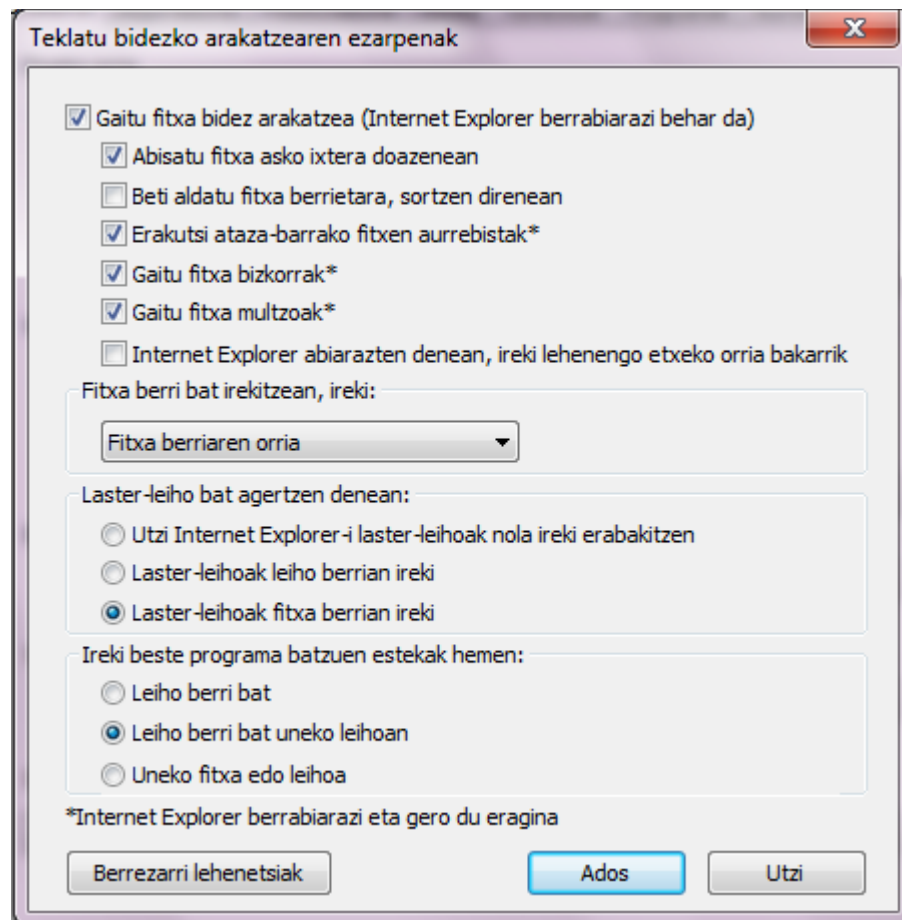 Teklatu bidezko arakatzearen ezarpenak
Gaitu fitxa bidez arakatzea (Internet Explorer berrabiarazi behar da)
Abisatu fitxa asko ixtera doazenean
Beti aldatu fitxa berrietara, sortzen direnean
Erakutsi ataza-barrako fitxen aurrebistak*
Gaitu fitxa bizkorrak*
Gaitu fitxa multzoak*
Internet Explorer abiarazten denean, ireki lehenengo etxeko orria bakarrik
Fitxa berri bat irekitzean, ireki:
Fitxa berriaren orria
Laster-leiho bat agertzen denean:
Utzi Internet Explorer-i laster-leihoak nola ireki erabakitzen
Laster-leihoak leiho berrian ireki
Laster-leihoak fitxa berrian ireki
Ireki beste programa batzuen estekak hemen:
Leiho berri bat
Leiho berri bat uneko leihoan
Uneko fitxa edo leihoa
*Internet Explorer berrabiarazi eta gero du eragina
Berrezarri lehenetsiak
Ados
Utzi